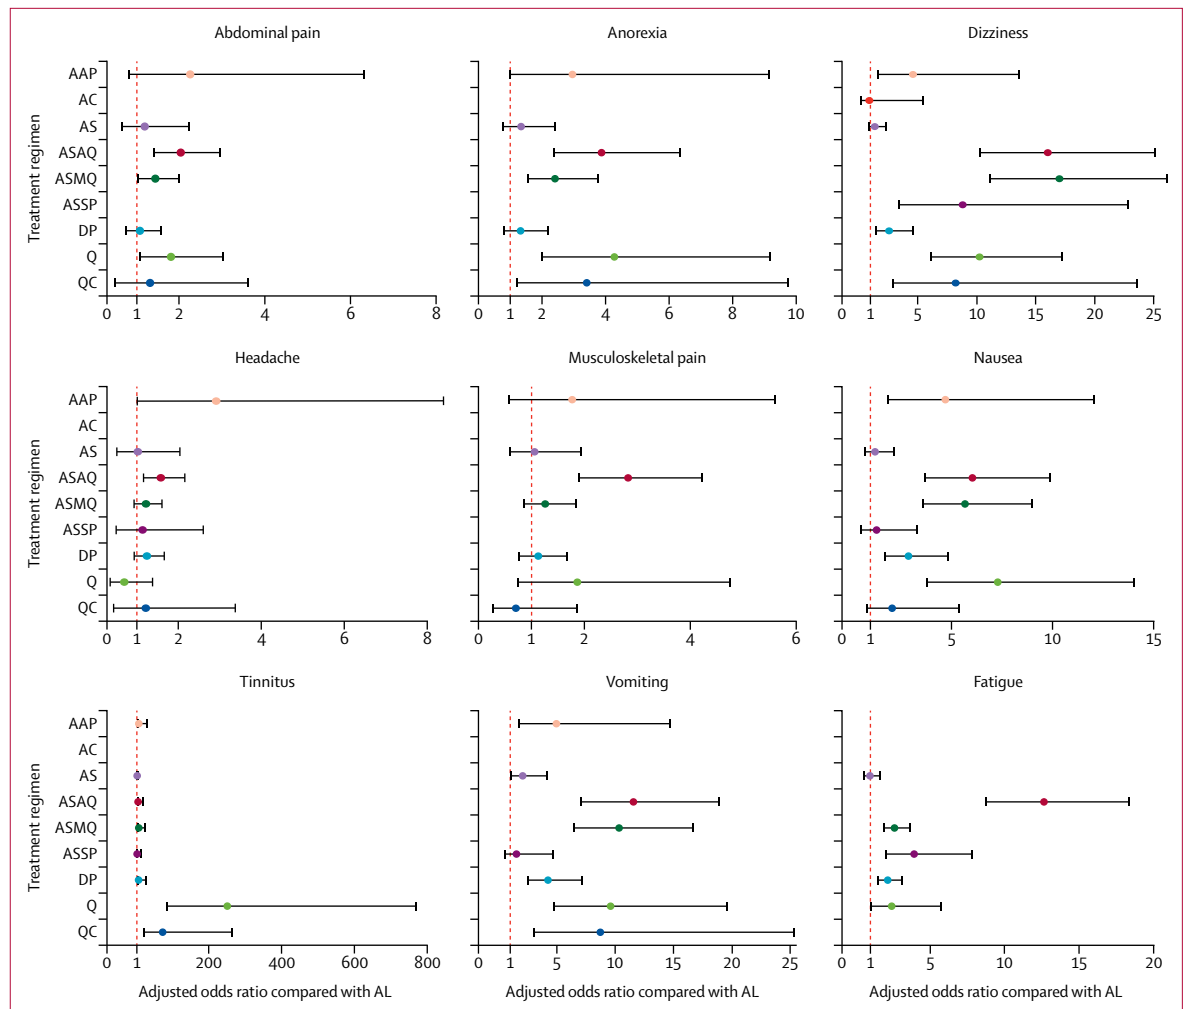 Abdominal pain
Anorexia
Dizziness
Treatment regimen
AAP
AC
AS
ASAQ
ASMQ
ASSP
DP
Q
QC
0 1 2 4 6 8
0 1 2 4 6 8 10
0 1 5 10 15 20 25
Headache
Musculoskeletal pain
Nausea
Treatment regimen
AAP
AC
AS
ASAQ
ASMQ
ASSP
DP
Q
QC
0 1 2 4 6 8
0 1 2 4 6
0 1 5 10 15
Tinnitus
Vomiting
Fatigue
Treatment regimen
AAP
AC
AS
ASAQ
ASMQ
ASSP
DP
Q
QC
0 1 200 400 600 800
0 1 5 10 15 20 25
0 1 5 10 15 20
Adjusted odds ratio compared with AL
Adjusted odds ratio compared with AL
Adjusted odds ratio compared with AL